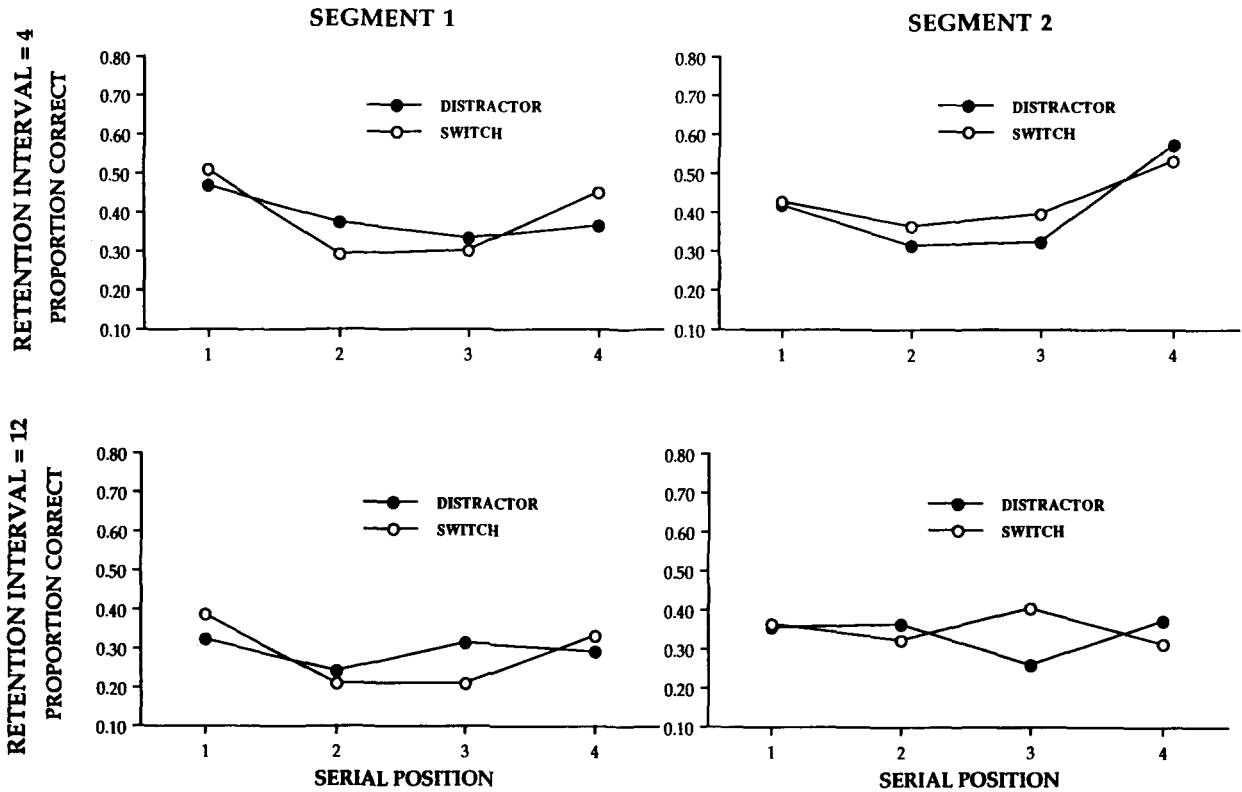 SEGMENT 1
SEGMENT 2
RETENTION INTERVAL = 4
PROPORTION CORRECT
0.80
0.70
0.60
0.50
0.40
0.30
0.20
0.10
DISTRACTOR
SWITCH
1 2 3 4
0.80
0.70
0.60
0.50
0.40
0.30
0.20
0.10
DISTRACTOR
SWITCH
1 2 3 4
RETENTION INTERVAL = 12
PROPORTION CORRECT
0.80
0.70
0.60
0.50
0.40
0.30
0.20
0.10
DISTRACTOR
SWITCH
1 2 3 4
SERIAL POSITION
0.80
0.70
0.60
0.50
0.40
0.30
0.20
0.10
DISTRACTOR
SWITCH
1 2 3 4
SERIAL POSITION